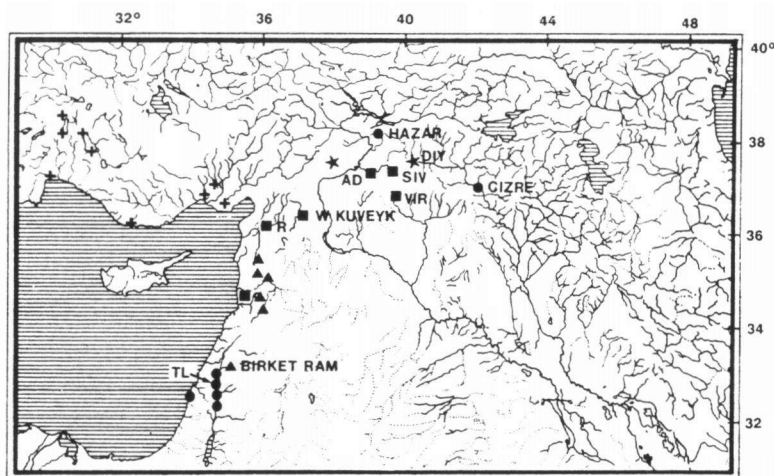 32° 36 40 44 48
40°
HAZAR
38
DIY
AD
SIV
CIZRE
VIR
W KUVEYK
R
36
34
BIRKET RAM
TL
32